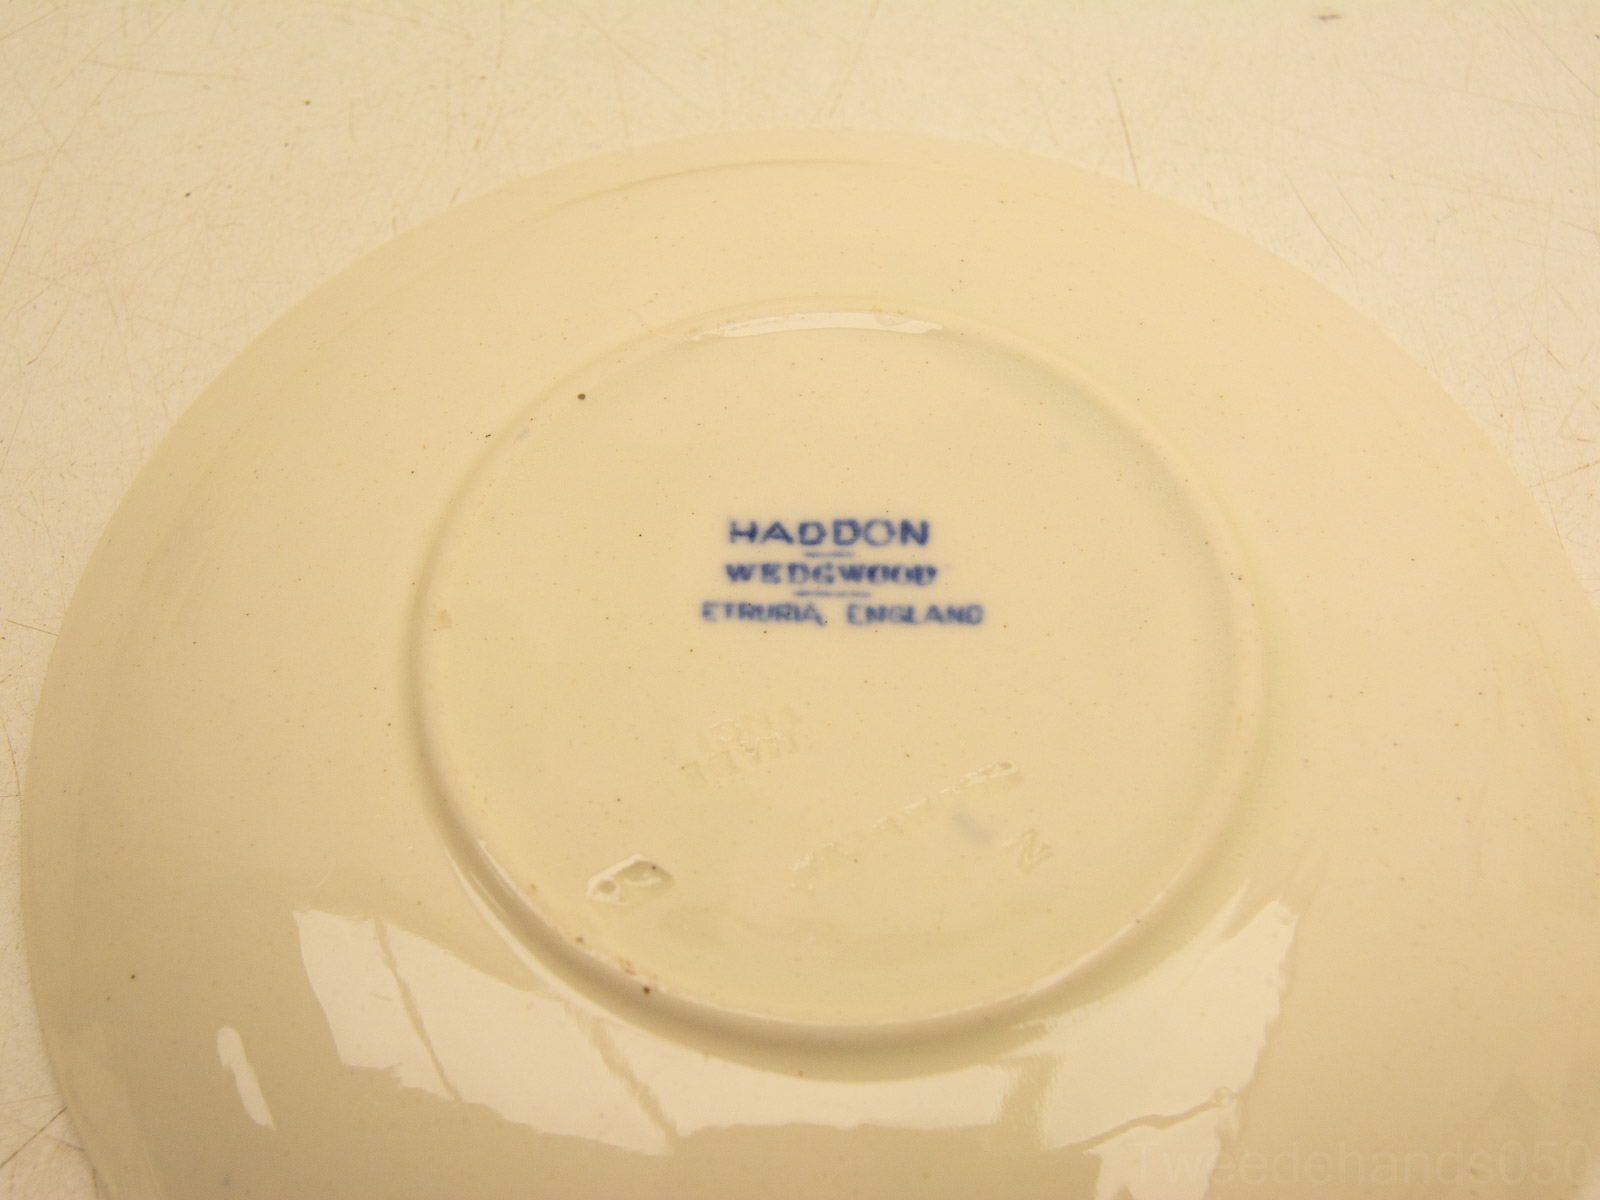 HADDON
WEDGWOOD
ETRURIA, ENGLAND
N
Tweedehands050